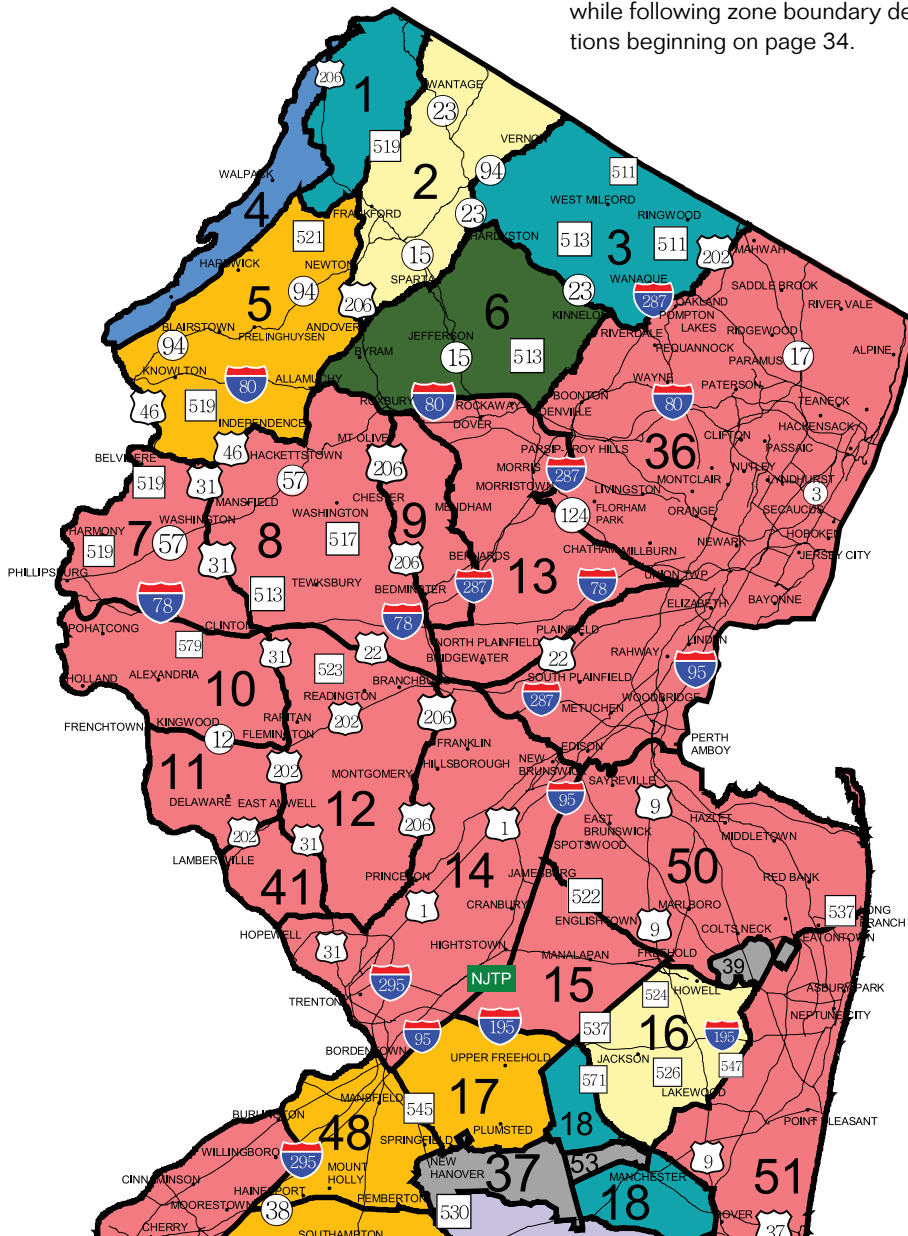 while following zone boundary de
tions beginning on page 34.
206
1
WANTAGE
23
519
VERNON
2
94
511
WALPACK
WEST MILFORD
4
FRANKFORD
23
RINGWOOD
521
HARDYSTON
513
3
511
202
MAHWAH
HARDWICK
NEWTON
15
SPARTA
WANAQUE
5
94
206
6
23
287
OAKLAND
SADDLE BROOK
RIVER VALE
BLAIRSTOWN
FRELINGHUYSEN
ANDOVER
KINNELON
POMPTON
LAKES
RIVERDALE
RIDGEWOOD
94
BYRAM
JEFFERSON
15
513
PEQUANNOCK
PARAMUS
17
ALPINE
KNOWLTON
80
ALLAMUCHY
WAYNE
PATERSON
TEANECK
46
519
ROXBURY
80
ROCKAWAY
BOONTON
DENVILLE
80
HACKENSACK
INDEPENDENCE
DOVER
CLIFTON
PASSAIC
46
MT OLIVE
PARSIP-TROY HILLS
36
BELVIDERE
HACKETTSTOWN
206
MORRIS
287
NUTLEY
LYNDHURST
519
31
57
MORRISTOWN
LIVINGSTON
MONTCLAIR
3
MANSFIELD
CHESTER
MENDHAM
FLORHAM
PARK
ORANGE
SECAUCUS
HARMONY
7
WASHINGTON
8
WASHINGTON
9
124
HOBOKEN
519
57
517
CHATHAM
MILLBURN
NEWARK
JERSEY CITY
PHILLIPSBURG
31
206
BERNARDS
13
UNION TWP
TEWKSBURY
BEDMINSTER
287
78
BAYONNE
78
513
78
ELIZABETH
POHATCONG
CLINTON
PLAINFIELD
LINDEN
579
31
22
NORTH PLAINFIELD
22
RAHWAY
95
523
BRIDGEWATER
HOLLAND
ALEXANDRIA
10
READINGTON
BRANCHBURG
SOUTH PLAINFIELD
287
WOODBRIDGE
202
206
METUCHEN
FRENCHTOWN
KINGWOOD
12
RARITAN
FLEMINGTON
PERTH
AMBOY
FRANKLIN
EDISON
11
202
MONTGOMERY
HILLSBOROUGH
NEW
BRUNSWICK
SAYREVILLE
DELAWARE
EAST AMWELL
12
95
9
HAZLET
202
31
206
1
EAST
BRUNSWICK
MIDDLETOWN
LAMBERTVILLE
SPOTSWOOD
50
41
PRINCETON
14
JAMESBURG
RED BANK
1
CRANBURY
522
MARLBORO
537
LONG
BRANCH
HOPEWELL
ENGLISHTOWN
COLTS NECK
31
9
EATONTOWN
HIGHTSTOWN
MANALAPAN
FREEHOLD
39
NJTP
15
HOWELL
ASBURY PARK
TRENTON
295
524
NEPTUNE CITY
95
195
537
16
195
BORDENTOWN
UPPER FREEHOLD
JACKSON
571
526
547
MANSFIELD
17
LAKEWOOD
BURLINGTON
545
18
POINT PLEASANT
48
SPRINGFIELD
PLUMSTED
WILLINGBORO
295
NEW
HANOVER
37
53
9
CINNAMINSON
MOUNT
HOLLY
MANCHESTER
51
HAINESPORT
PEMBERTON
18
MOORESTOWN
38
530
DOVER
CHERRY
SOUTHAMPTON
37